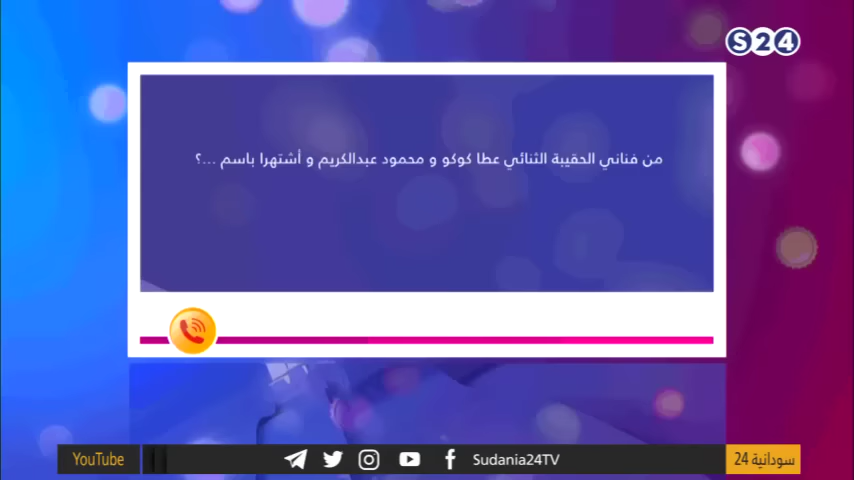 S24
من فناني الحقيبة الثنائي عطا كوكو و محمود عبدالكريم و أشتهرا باسم ...؟
YouTube
Sudania24TV
سودانية 24